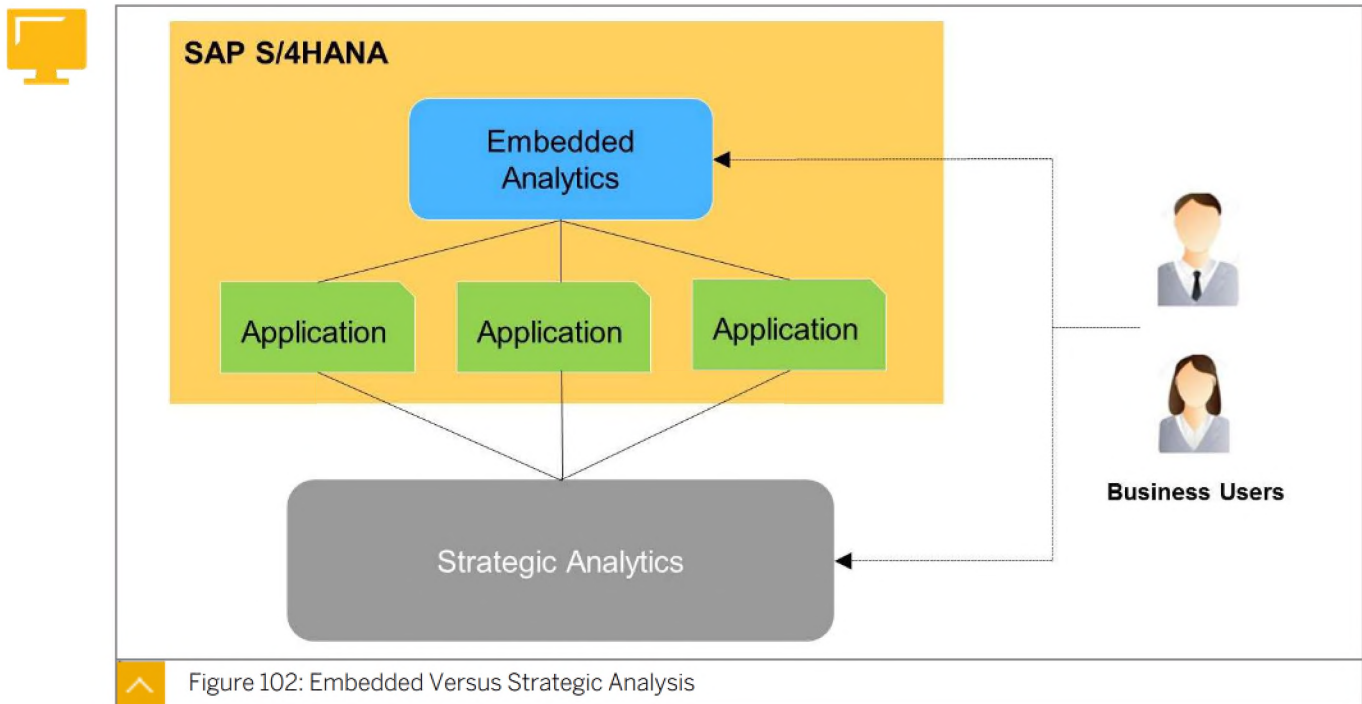 SAP S/4HANA
Embedded
Analytics
Application
Application
Application
Strategic Analytics
Business Users
Figure 102: Embedded Versus Strategic Analysis